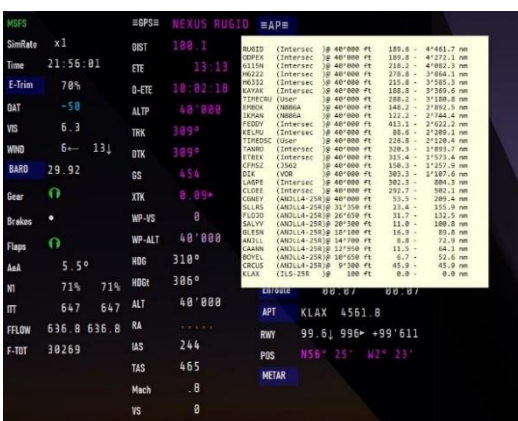 MSFS
SimRate x1
Time 21:56:01
E-Trim 70%
OAT -50
VIS 6.3
WIND 6← 13↓
BARO 29.92
Gear
Brakes
Flaps
AoA 5.5°
N1 71% 71%
ITT 647 647
FFLOW 636.8 636.8
F-TOT 30269
≡GPS≡ NEXUS RUGID
DIST 100.1
ETE 13:13
D-ETE 10:02:18
ALTP 40'000
TRK 309°
DTK 309°
GS 454
XTK 0.09►
WP-VS 0
WP-ALT 40'000
HDG 310°
HDGt 306°
ALT 40'000
RA .....
IAS 244
TAS 465
Mach .8
VS 0
≡AP≡
RUGID (Intersec )@ 40°000 ft 189.6 - 4°461.7 nm
ODPEX (Intersec )@ 40°000 ft 189.8 - 4°272.1 nm
6115N (Intersec )@ 40°000 ft 218.2 - 4°082.3 nm
H6222 (Intersec )@ 40°000 ft 278.8 - 3°864.1 nm
H6332 (Intersec )@ 40°000 ft 215.8 - 3°585.3 nm
KAYAK (Intersec )@ 40°000 ft 188.8 - 3°369.6 nm
TIMECRU (User )@ 40°000 ft 288.2 - 3°180.8 nm
EMBOK (N886A )@ 40°000 ft 148.2 - 2°892.5 nm
IKMAN (N886A )@ 40°000 ft 122.2 - 2°744.4 nm
FEDDY (Intersec )@ 40°000 ft 413.1 - 2°622.2 nm
KELMU (Intersec )@ 40°000 ft 88.6 - 2°209.1 nm
TIMEDSC (User )@ 40°000 ft 226.8 - 2°120.4 nm
TANRO (Intersec )@ 40°000 ft 320.3 - 1°893.7 nm
ETBEK (Intersec )@ 40°000 ft 315.4 - 1°573.4 nm
CFHSZ (J562 )@ 40°000 ft 150.3 - 1°257.9 nm
DIK (VOR )@ 40°000 ft 303.3 - 1°107.6 nm
LAGPE (Intersec )@ 40°000 ft 302.3 - 804.3 nm
CLOEE (Intersec )@ 40°000 ft 292.7 - 502.1 nm
CGNEY (ANJLL4-25R)@ 40°000 ft 53.5 - 209.4 nm
SLLRS (ANJLL4-25R)@ 31°350 ft 23.4 - 155.9 nm
FLOJO (ANJLL4-25R)@ 26°650 ft 31.7 - 132.5 nm
SALYY (ANJLL4-25R)@ 20°300 ft 11.0 - 100.8 nm
GLESN (ANJLL4-25R)@ 18°100 ft 16.9 - 89.8 nm
ANJLL (ANJLL4-25R)@ 14°700 ft 8.8 - 72.9 nm
CAANN (ANJLL4-25R)@ 12°950 ft 11.5 - 64.1 nm
BOYEL (ANJLL4-25R)@ 10°650 ft 6.7 - 52.6 nm
CRCUS (ANJLL4-25R)@ 9°300 ft 45.9 - 45.9 nm
KLAX (ILS-25R )@ 100 ft 0.0 - 0.0 nm
Enroute 00:07 00:07
APT KLAX 4561.8
RWY 99.6↓ 996► +99'611
POS N56° 25' W2° 23'
METAR